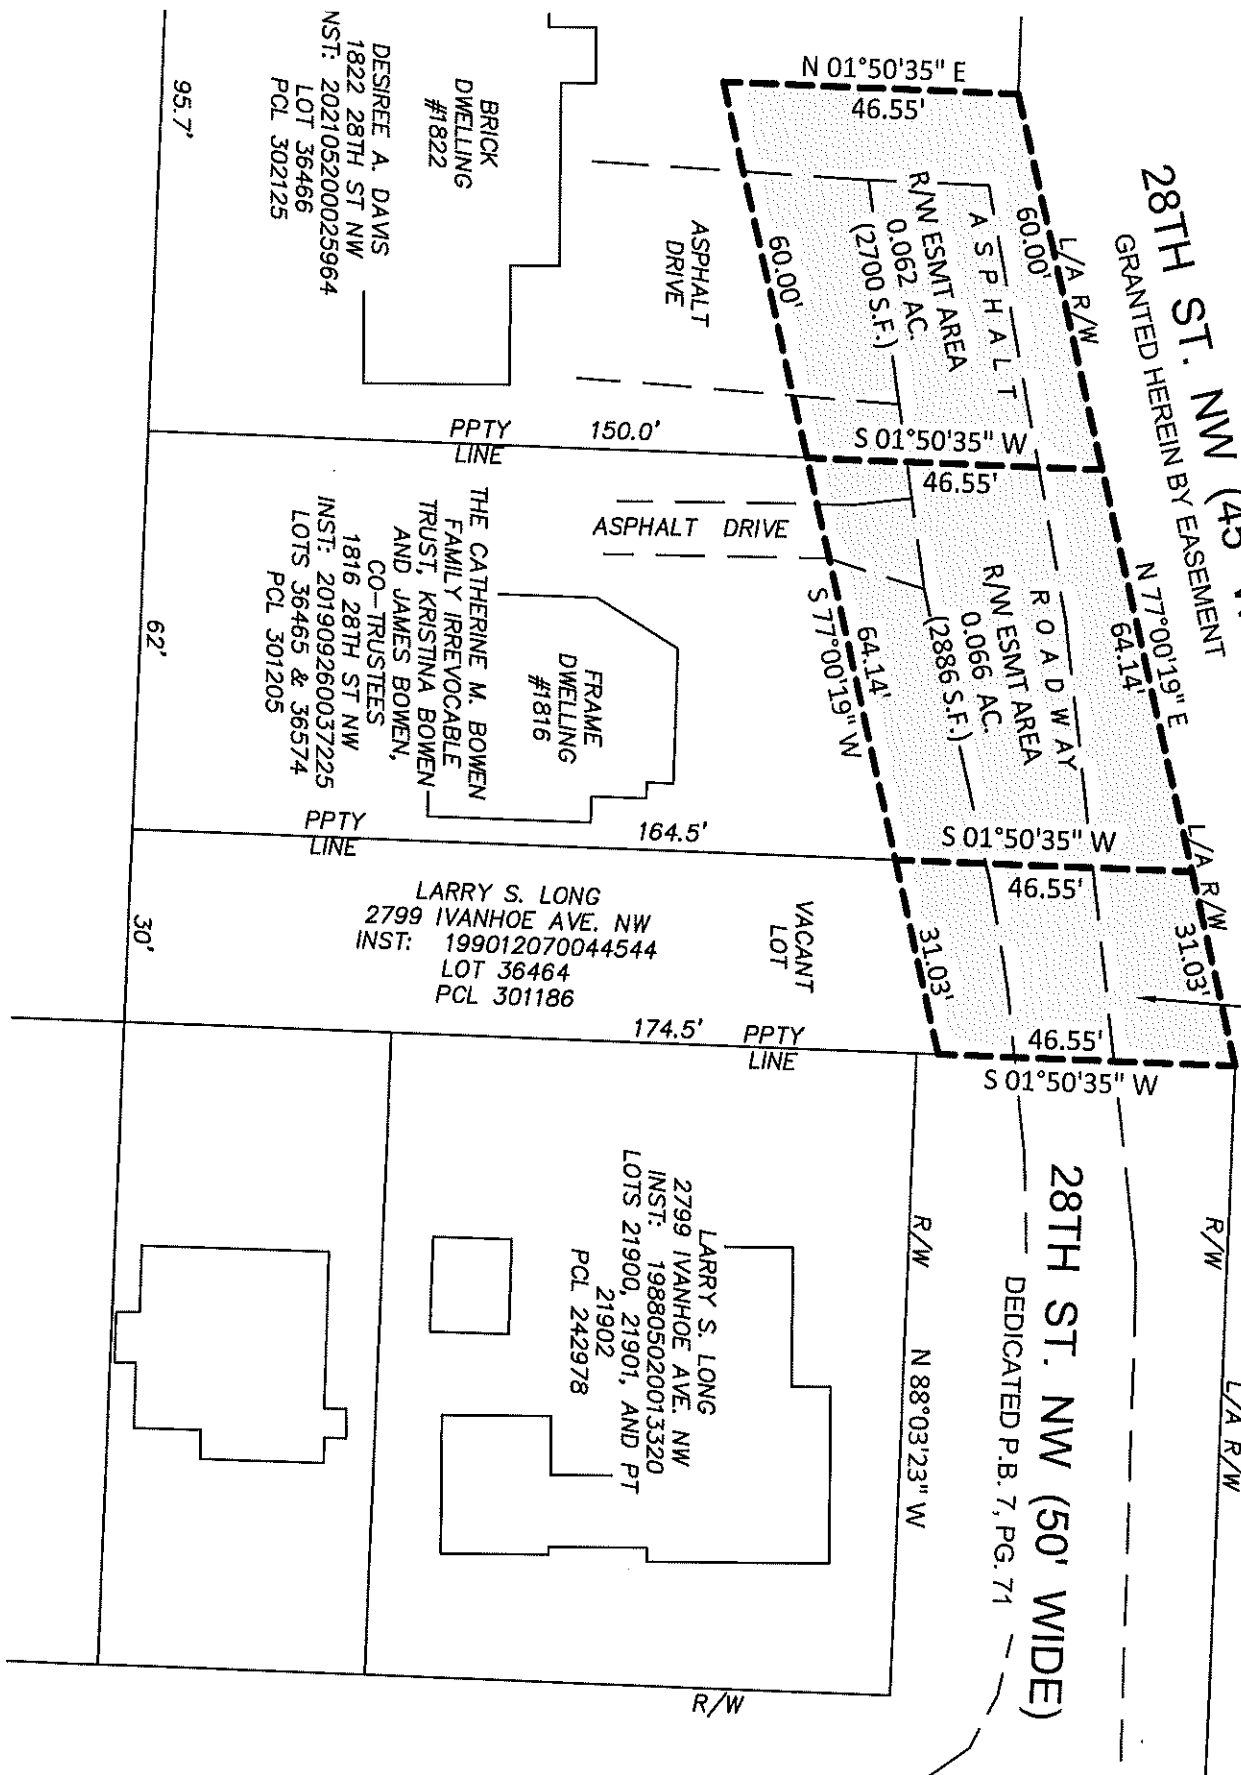 28TH ST. NW (45' W
GRANTED HEREIN BY EASEMENT
N 01°50'35" E
46.55'
L/A R/W
60.00'
ASPHALT
R/W ESMT AREA
0.062 AC.
(2700 S.F.)
60.00'
ASPHALT
DRIVE
BRICK
DWELLING
#1822
DESIREE A. DAVIS
1822 28TH ST NW
NST: 202105200025964
LOT 36466
PCL 302125
95.7'
PPTY
LINE
150.0'
S 01°50'35" W
46.55'
N 77°00'19" E
64.14'
ROADWAY
R/W ESMT AREA
0.066 AC.
(2886 S.F.)
64.14'
S 77°00'19" W
ASPHALT DRIVE
FRAME
DWELLING
#1816
THE CATHERINE M. BOWEN
FAMILY IRREVOCABLE
TRUST, KRISTINA BOWEN
AND JAMES BOWEN,
CO-TRUSTEES
1816 28TH ST NW
INST: 201909260037225
LOTS 36465 & 36574
PCL 301205
62'
PPTY
LINE
164.5'
S 01°50'35" W
46.55'
L/A R/W
31.03'
31.03'
VACANT
LOT
LARRY S. LONG
2799 IVANHOE AVE. NW
INST: 199012070044544
LOT 36464
PCL 301186
30'
174.5'
PPTY
LINE
46.55'
S 01°50'35" W
28TH ST. NW (50' WIDE)
DEDICATED P.B. 7, PG. 71
R/W
L/A R/W
R/W
N 88°03'23" W
LARRY S. LONG
2799 IVANHOE AVE. NW
INST: 198805020013320
LOTS 21900, 21901, AND PT
21902
PCL 242978
R/W